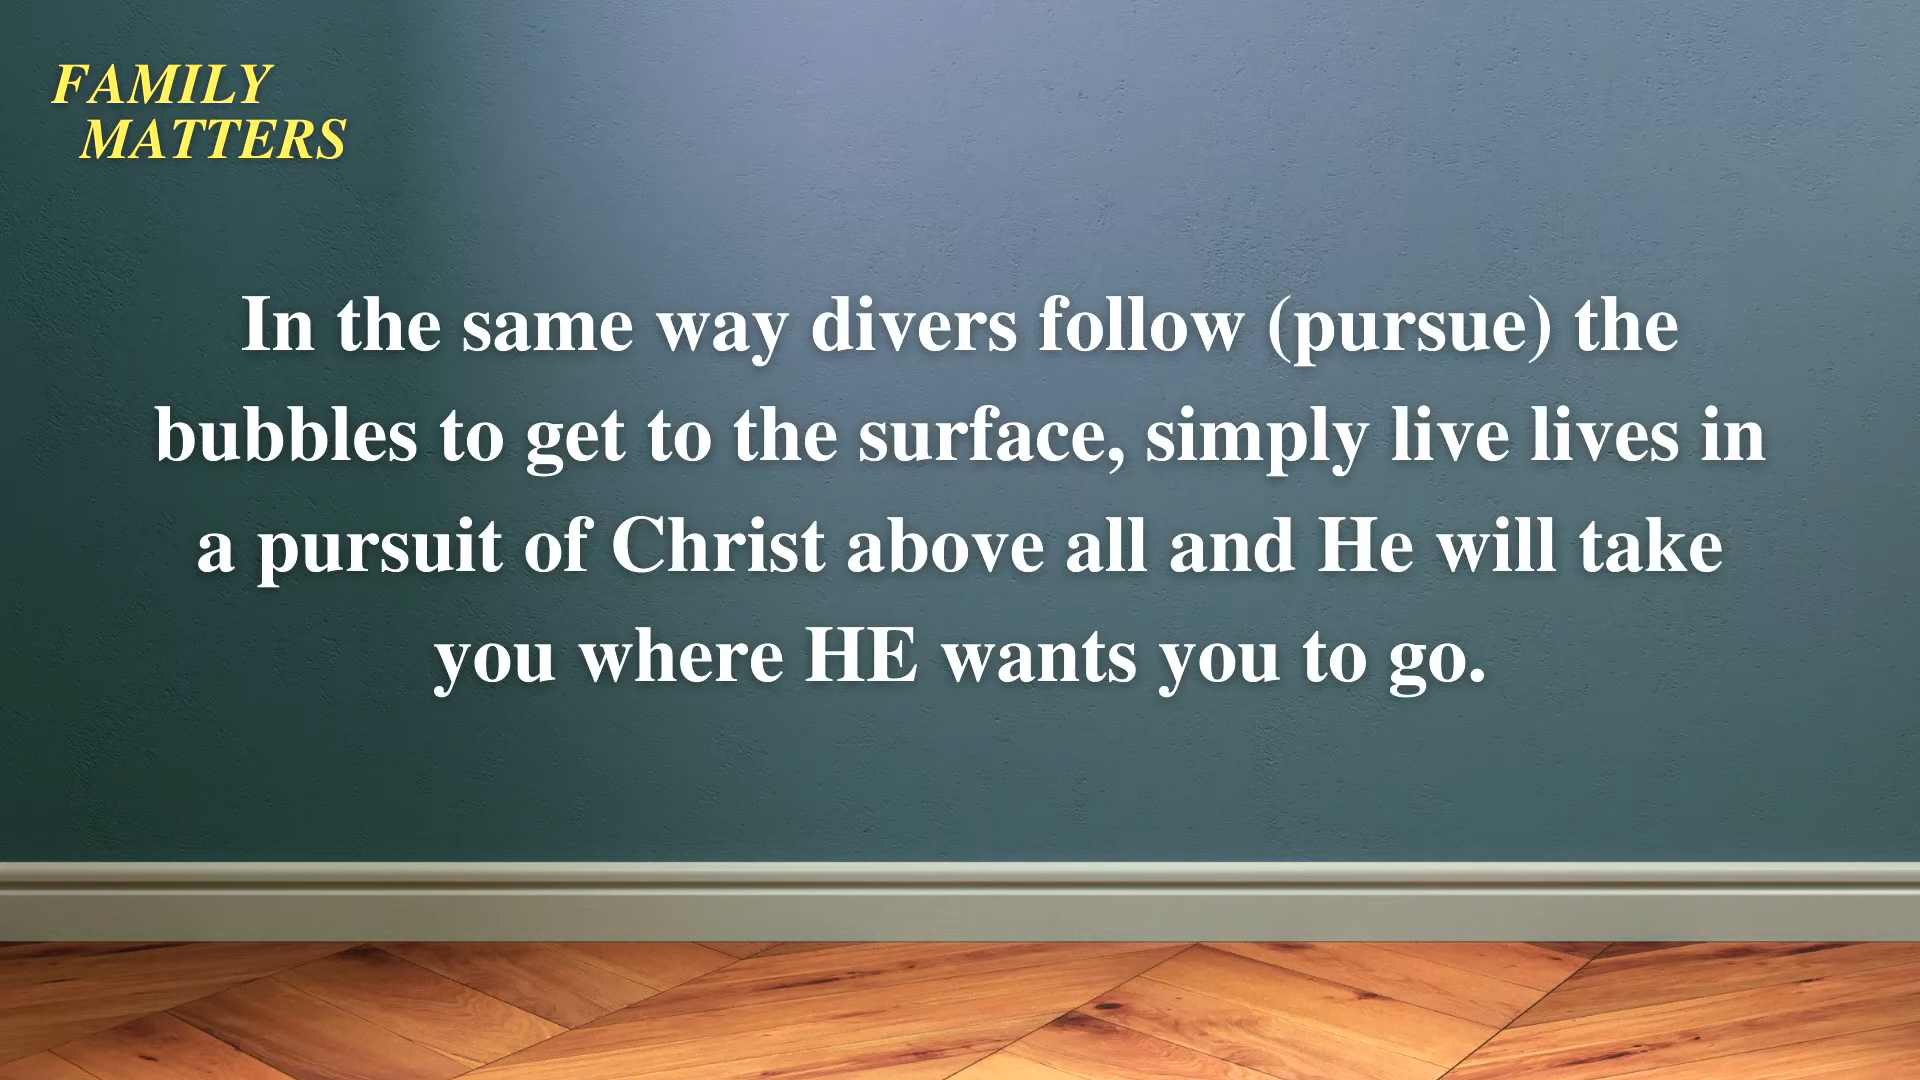 FAMILY
MATTERS
In the same way divers follow (pursue) the
bubbles to get to the surface, simply live lives in
a pursuit of Christ above all and He will take
you where HE wants you to go.